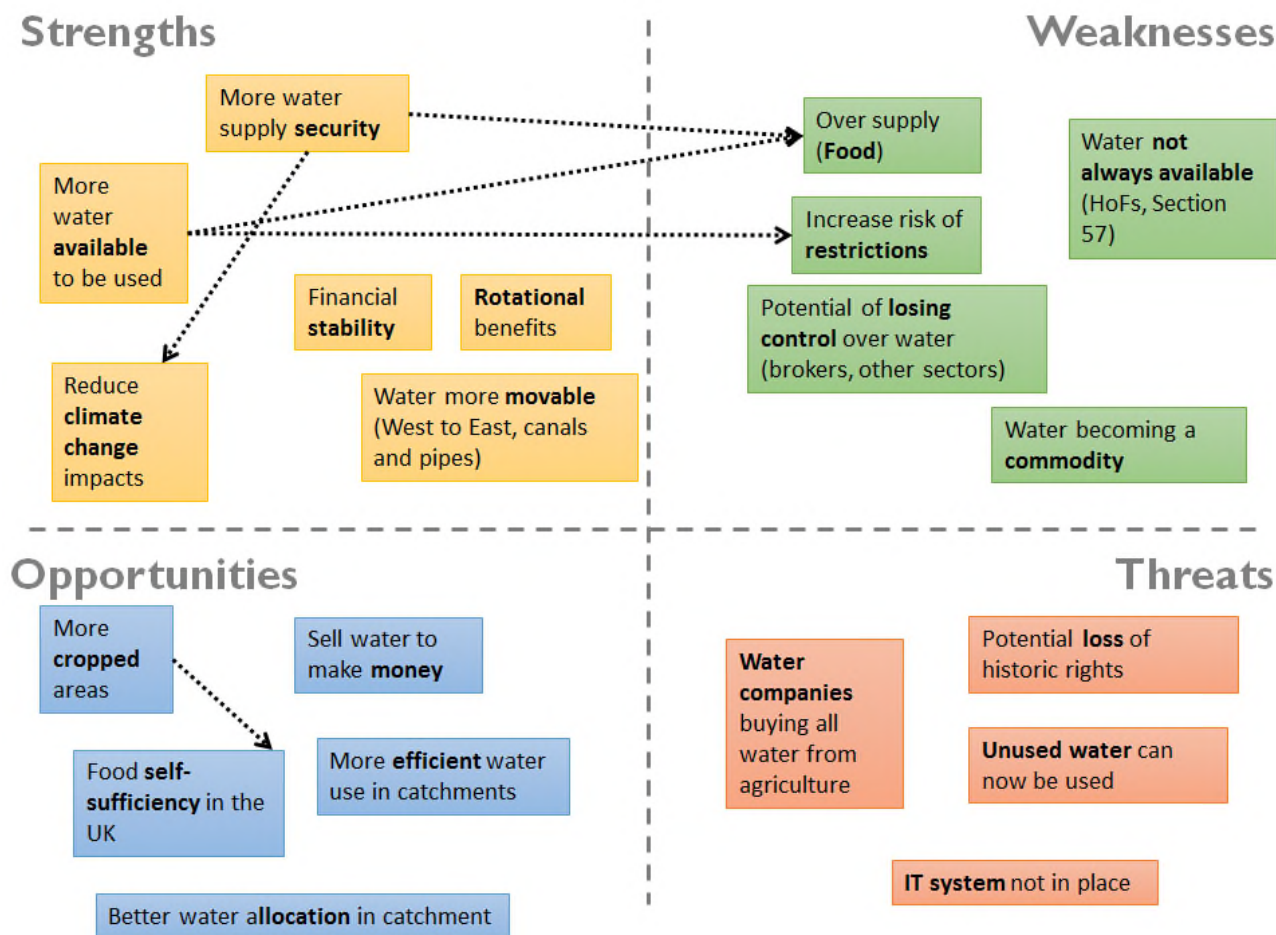 Strengths
Weaknesses
More water
supply security
More
water
available
to be used
Financial
stability
Rotational
benefits
Reduce
climate
change
impacts
Water more movable
(West to East, canals
and pipes)
Over supply
(Food)
Water not
always available
(HoFs, Section
57)
Increase risk of
restrictions
Potential of losing
control over water
(brokers, other sectors)
Water becoming a
commodity
Opportunities
Threats
More
cropped
areas
Sell water to
make money
Food self-
sufficiency in the
UK
More efficient water
use in catchments
Better water allocation in catchment
Water
companies
buying all
water from
agriculture
Potential loss of
historic rights
Unused water can
now be used
IT system not in place